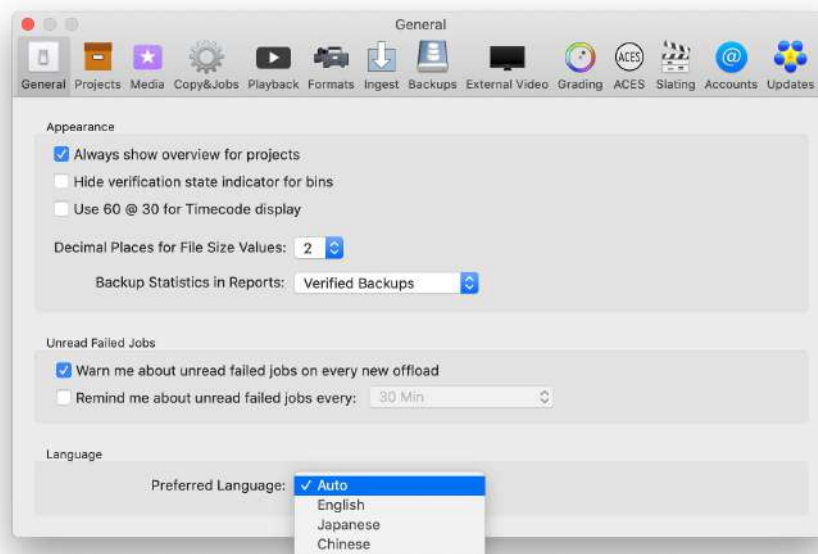 General
General Projects Media Copy&Jobs Playback Formats Ingest Backups External Video Grading ACES Slating Accounts Updates
ACES
Appearance
Always show overview for projects
Hide verification state indicator for bins
Use 60 @ 30 for Timecode display
Decimal Places for File Size Values: 2
Backup Statistics in Reports: Verified Backups
Unread Failed Jobs
Warn me about unread failed jobs on every new offload
Remind me about unread failed jobs every: 30 Min
Language
Preferred Language: ✓ Auto
English
Japanese
Chinese